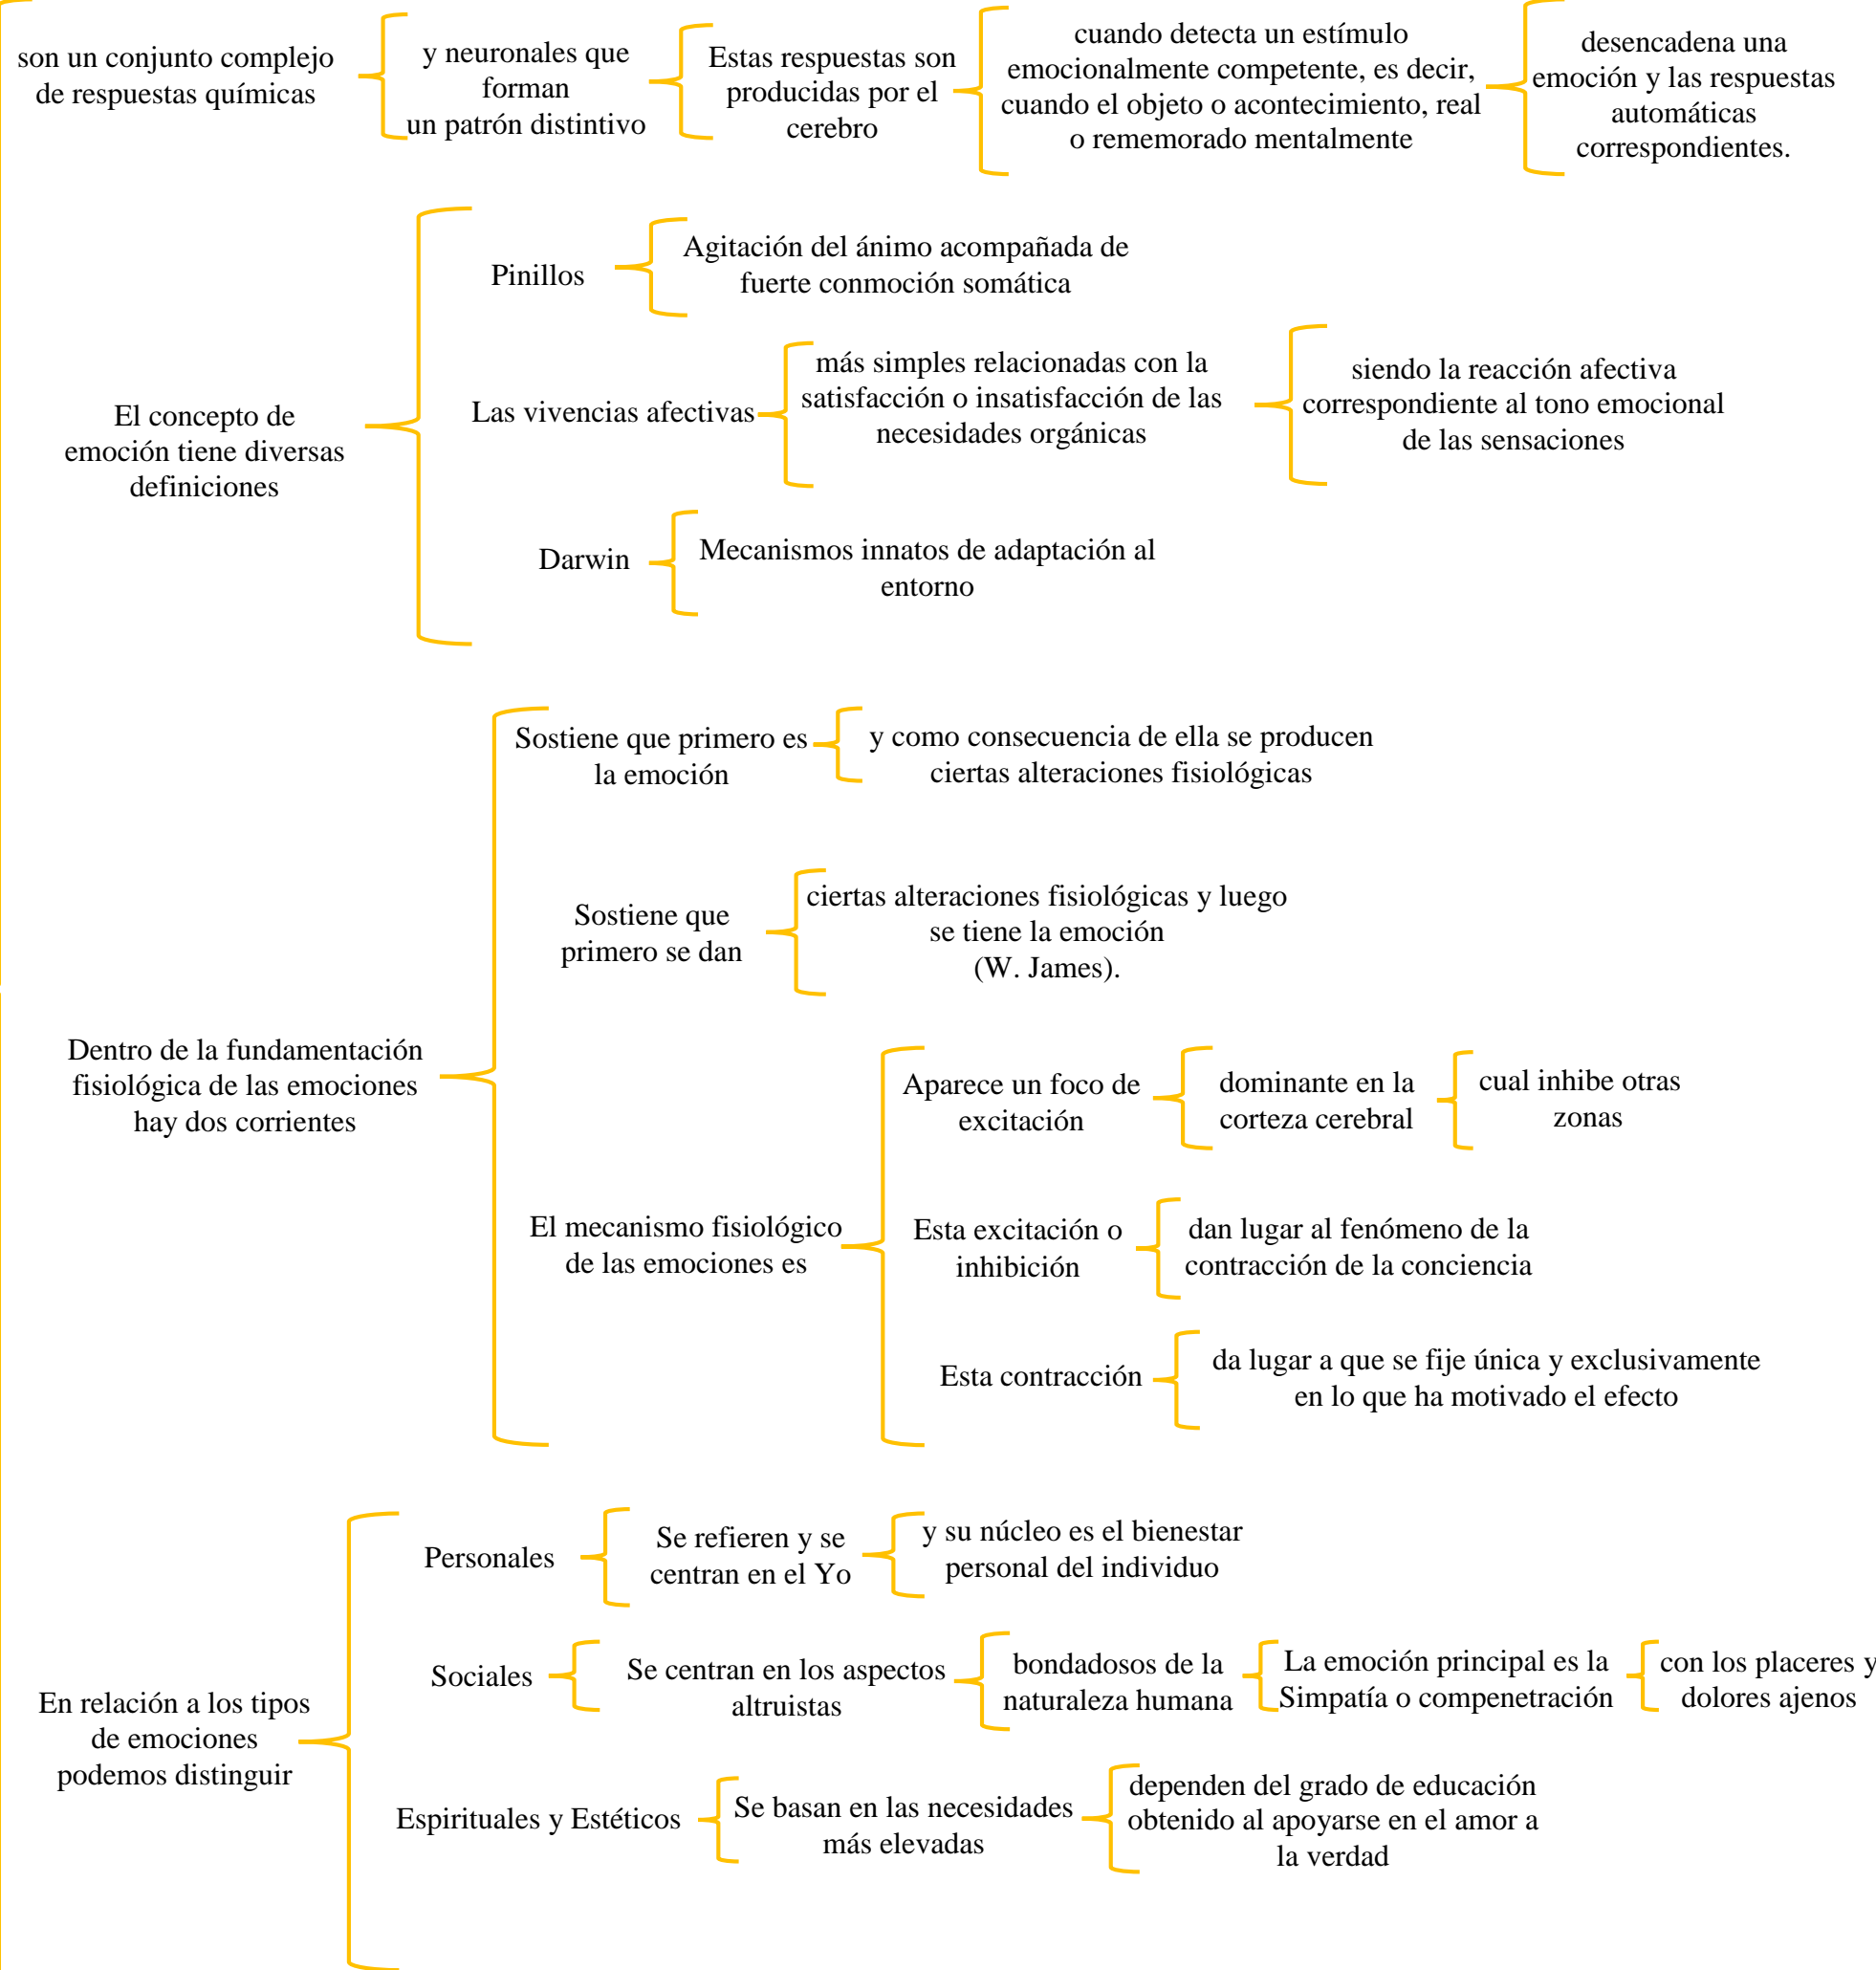 son un conjunto complejo
de respuestas químicas
y neuronales que
forman
un patrón distintivo
Estas respuestas son
producidas por el
cerebro
cuando detecta un estímulo
emocionalmente competente, es decir,
cuando el objeto o acontecimiento, real
o rememorado mentalmente
desencadena una
emoción y las respuestas
automáticas
correspondientes.
El concepto de
emoción tiene diversas
definiciones
Pinillos
Agitación del ánimo acompañada de
fuerte conmoción somática
Las vivencias afectivas
más simples relacionadas con la
satisfacción o insatisfacción de las
necesidades orgánicas
siendo la reacción afectiva
correspondiente al tono emocional
de las sensaciones
Darwin
Mecanismos innatos de adaptación al
entorno
Dentro de la fundamentación
fisiológica de las emociones
hay dos corrientes
Sostiene que primero es
la emoción
y como consecuencia de ella se producen
ciertas alteraciones fisiológicas
Sostiene que
primero se dan
ciertas alteraciones fisiológicas y luego
se tiene la emoción
(W. James).
El mecanismo fisiológico
de las emociones es
Aparece un foco de
excitación
dominante en la
corteza cerebral
cual inhibe otras
zonas
Esta excitación o
inhibición
dan lugar al fenómeno de la
contracción de la conciencia
Esta contracción
da lugar a que se fije única y exclusivamente
en lo que ha motivado el efecto
En relación a los tipos
de emociones
podemos distinguir
Personales
Se refieren y se
centran en el Yo
y su núcleo es el bienestar
personal del individuo
Sociales
Se centran en los aspectos
altruistas
bondadosos de la
naturaleza humana
La emoción principal es la
Simpatía o compenetración
con los placeres y
dolores ajenos
Espirituales y Estéticos
Se basan en las necesidades
más elevadas
dependen del grado de educación
obtenido al apoyarse en el amor a
la verdad